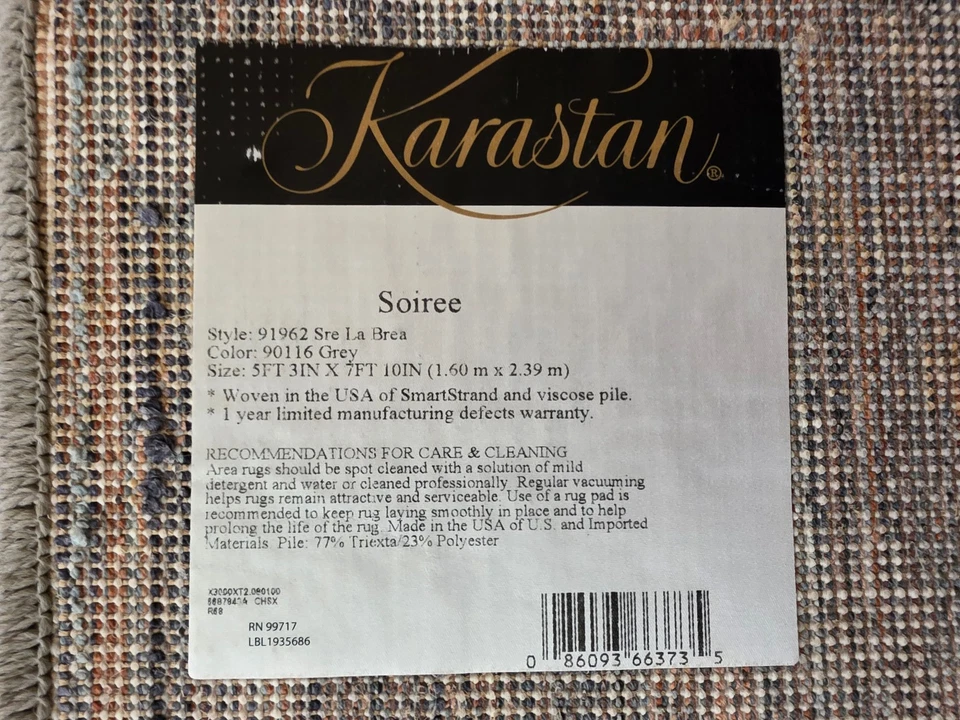 Karastan®
Soiree
Style: 91962 Sre La Brea
Color: 90116 Grey
Size: 5FT 3IN X 7FT 10IN (1.60 m x 2.39 m)
* Woven in the USA of SmartStrand and viscose pile.
* 1 year limited manufacturing defects warranty.
RECOMMENDATIONS FOR CARE & CLEANING
Area rugs should be spot cleaned with a solution of mild
detergent and water or cleaned professionally. Regular vacuuming
helps rugs remain attractive and serviceable. Use of a rug pad is
recommended to keep rug laying smoothly in place and to help
prolong the life of the rug. Made in the USA of U.S. and Imported
Materials. Pile: 77% Triexta/23% Polyester
CHSX
R68
RN 99717
LBL1935686
0 86093 66373 5